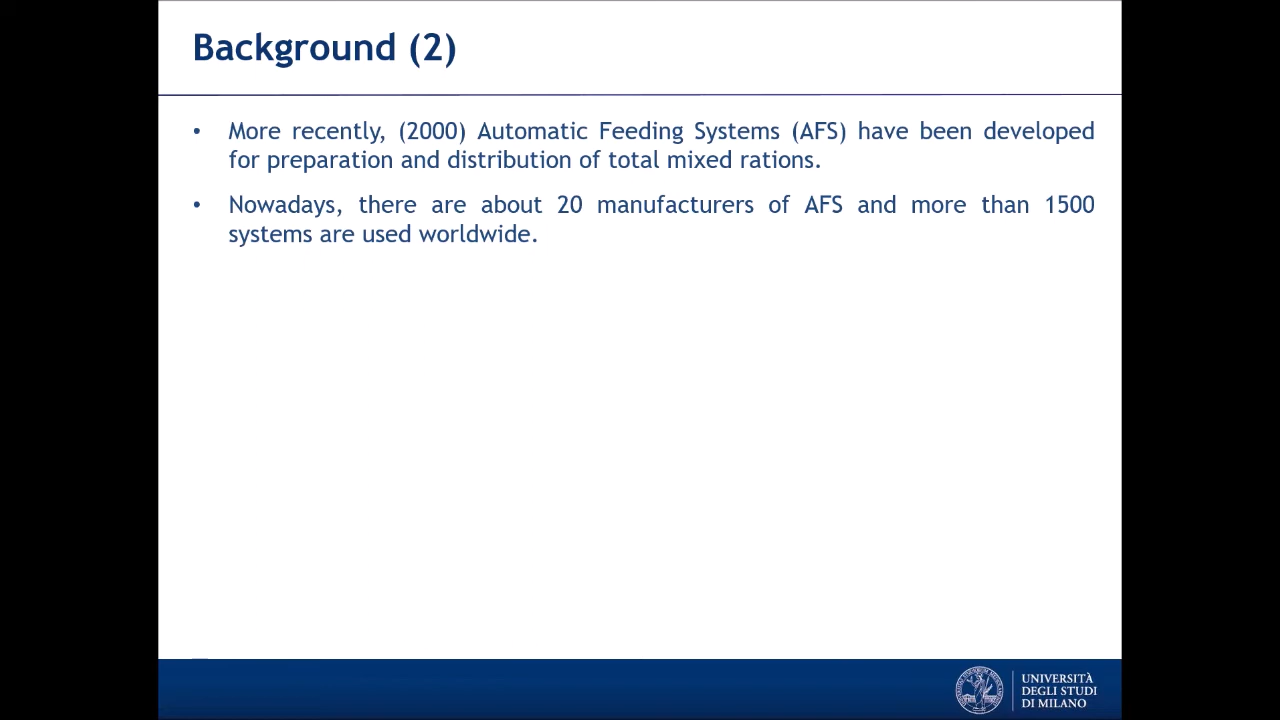 Background (2)
• More recently, (2000) Automatic Feeding Systems (AFS) have been developed
for preparation and distribution of total mixed rations.
• Nowadays, there are about 20 manufacturers of AFS and more than 1500
systems are used worldwide.
UNIVERSITÀ
DEGLI STUDI
DI MILANO